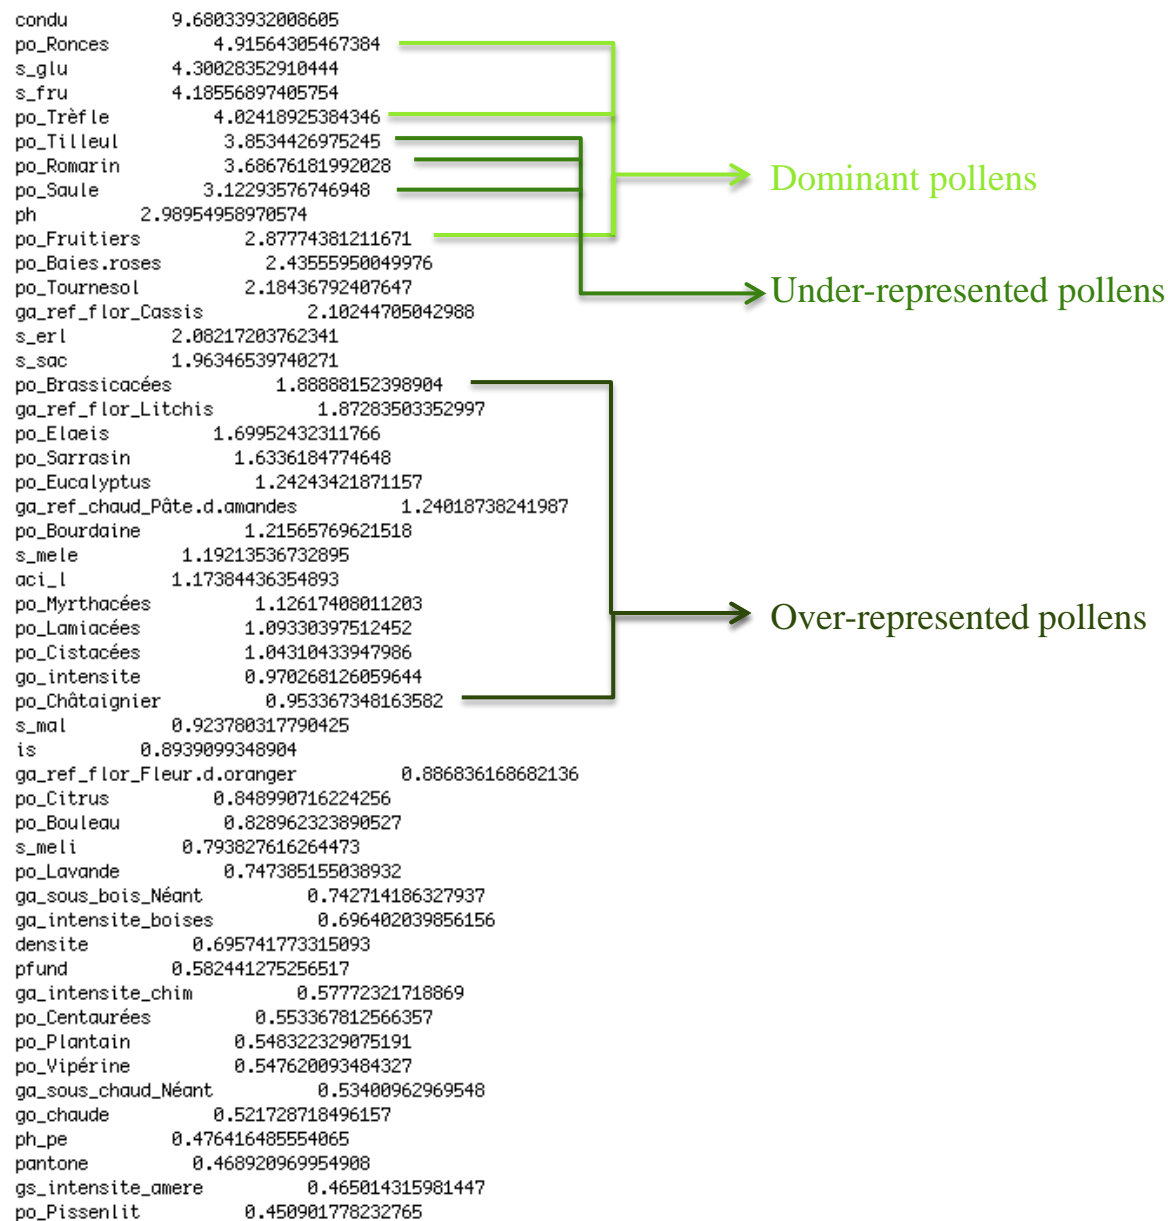 condu 9.68033932008605
po_Ronces 4.91564305467384
s_glu 4.30028352910444
s_fru 4.18556897405754
po_Trèfle 4.02418925384346
po_Tilleul 3.8534426975245
po_Romarin 3.68676181992028
Dominant pollens
po_Saule 3.12293576746948
ph 2.98954958970574
po_Fruitiers 2.87774381211671
po_Baies.roses 2.43555950049976
po_Tournesol 2.18436792407647
Under-represented pollens
ga_ref_flor_Cassis 2.10244705042988
s_erl 2.08217203762341
s_sac 1.96346539740271
po_Brassicacées 1.88888152398904
ga_ref_flor_Litchis 1.87283503352997
po_Elaeis 1.69952432311766
po_Sarrasin 1.6336184774648
po_Eucalyptus 1.24243421871157
ga_ref_chaud_Pâte.d.amandes 1.24018738241987
po_Bourdaine 1.21565769621518
s_mele 1.19213536732895
aci_l 1.17384436354893
po_Myrthacées 1.12617408011203
Over-represented pollens
po_Lamiacées 1.09330397512452
po_Cistacées 1.04310433947986
go_intensite 0.970268126059644
po_Châtaignier 0.953367348163582
s_mal 0.923780317790425
is 0.8939099348904
ga_ref_flor_Fleur.d.oranger 0.886836168682136
po_Citrus 0.848990716224256
po_Bouleau 0.828962323890527
s_meli 0.793827616264473
po_Lavande 0.747385155038932
ga_sous_bois_Néant 0.742714186327937
ga_intensite_boises 0.696402039856156
densite 0.695741773315093
pfund 0.582441275256517
ga_intensite_chim 0.57772321718869
po_Centaurées 0.553367812566357
po_Plantain 0.548322329075191
po_Vipérine 0.547620093484327
ga_sous_chaud_Néant 0.53400962969548
go_chaude 0.521728718496157
ph_pe 0.476416485554065
pantone 0.468920969954908
gs_intensite_amere 0.465014315981447
po_Pissenlit 0.450901778232765